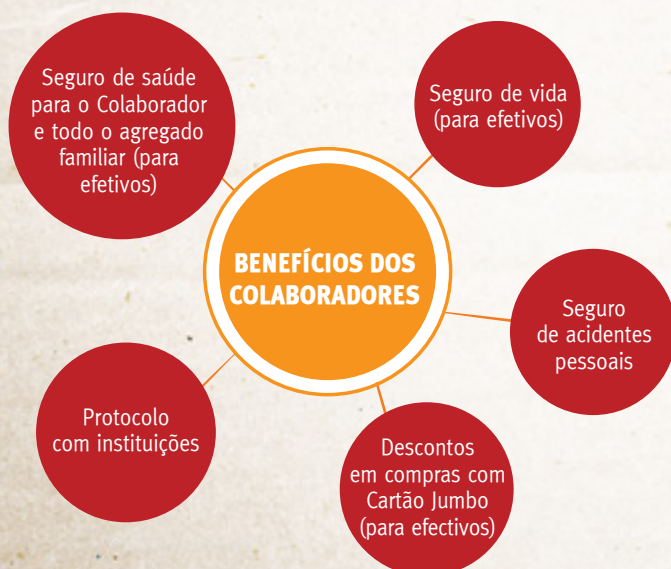 Seguro de saúde
para o Colaborador
e todo o agregado
familiar (para
efetivos)
Seguro de vida
(para efetivos)
BENEFÍCIOS DOS
COLABORADORES
Seguro
de acidentes
pessoais
Protocolo
com instituições
Descontos
em compras com
Cartão Jumbo
(para efectivos)